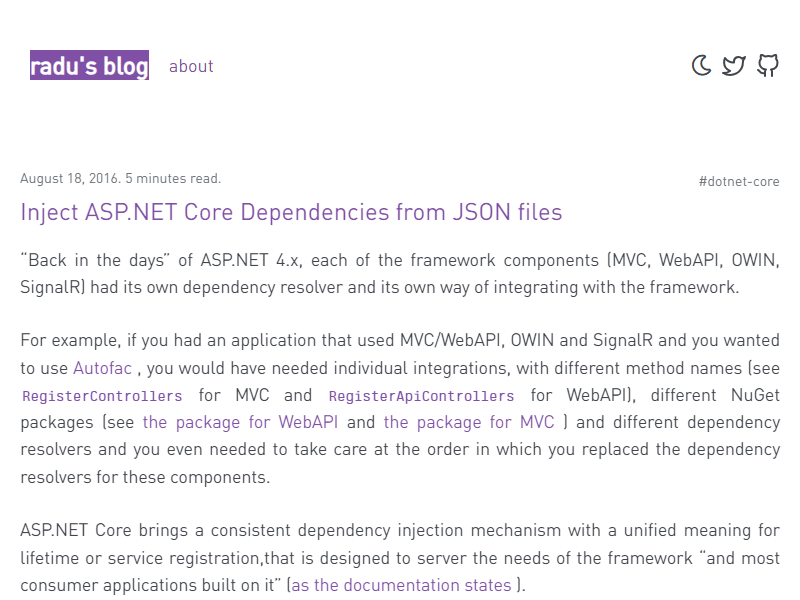 radu's blog about
August 18, 2016. 5 minutes read.
#dotnet-core
Inject ASP.NET Core Dependencies from JSON files
“Back in the days” of ASP.NET 4.x, each of the framework components (MVC, WebAPI, OWIN,
SignalR) had its own dependency resolver and its own way of integrating with the framework.
For example, if you had an application that used MVC/WebAPI, OWIN and SignalR and you wanted
to use Autofac , you would have needed individual integrations, with different method names (see
RegisterControllers for MVC and RegisterApiControllers for WebAPI), different NuGet
packages (see the package for WebAPI and the package for MVC ) and different dependency
resolvers and you even needed to take care at the order in which you replaced the dependency
resolvers for these components.
ASP.NET Core brings a consistent dependency injection mechanism with a unified meaning for
lifetime or service registration,that is designed to server the needs of the framework “and most
consumer applications built on it” (as the documentation states ).